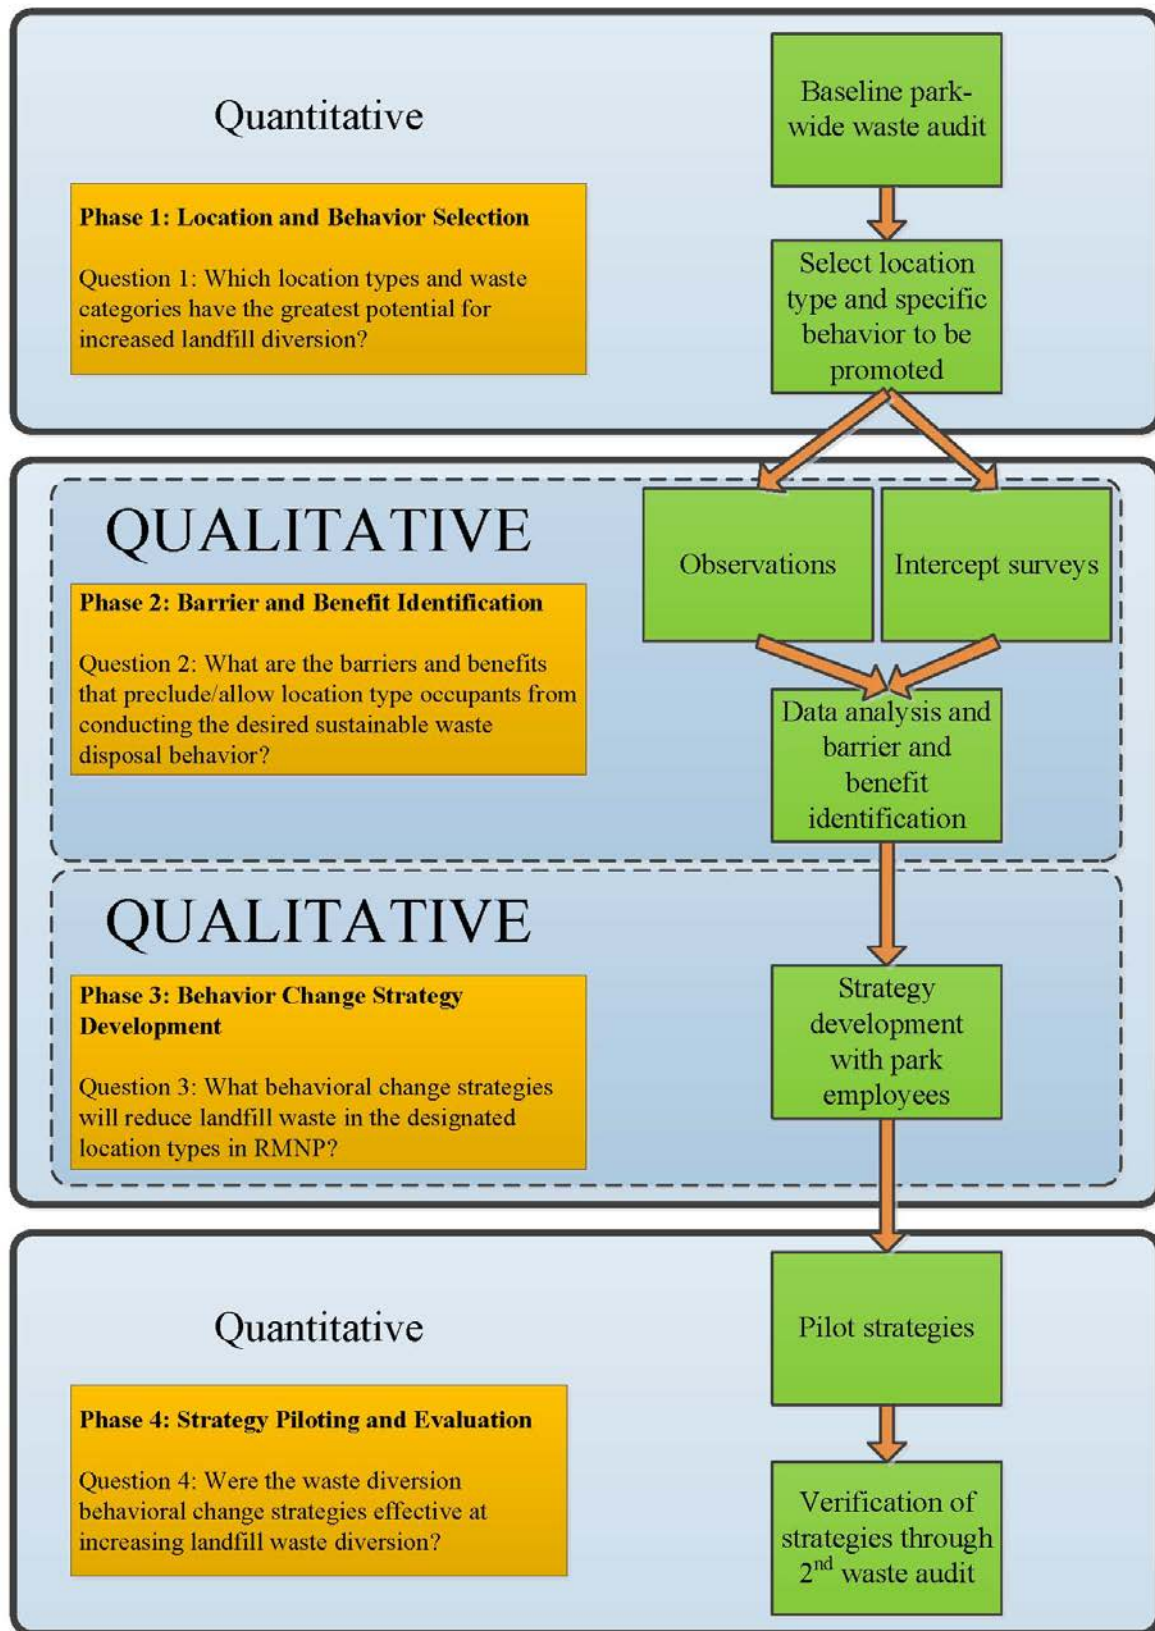 Quantitative
Baseline park-
wide waste audit
Phase 1: Location and Behavior Selection
Question 1: Which location types and waste
categories have the greatest potential for
increased landfill diversion?
Select location
type and specific
behavior to be
promoted
QUALITATIVE
Phase 2: Barrier and Benefit Identification
Question 2: What are the barriers and benefits
that preclude/allow location type occupants from
conducting the desired sustainable waste
disposal behavior?
Observations
Intercept surveys
Data analysis and
barrier and
benefit
identification
QUALITATIVE
Phase 3: Behavior Change Strategy
Development
Question 3: What behavioral change strategies
will reduce landfill waste in the designated
location types in RMNP?
Strategy
development
with park
employees
Quantitative
Phase 4: Strategy Piloting and Evaluation
Question 4: Were the waste diversion
behavioral change strategies effective at
increasing landfill waste diversion?
Pilot strategies
Verification of
strategies through
2nd waste audit